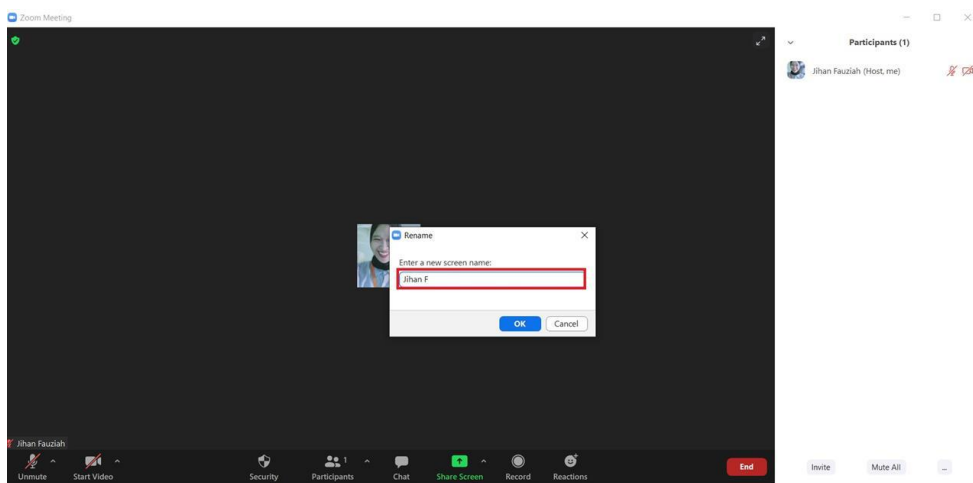 Zoom Meeting
Participants (1)
Jihan Fauziah (Host, me)
Rename
Enter a new screen name:
Jihan F
OK
Cancel
Jihan Fauziah
Unmute
Start Video
Security
1
Participants
Chat
Share Screen
Record
Reactions
End
Invite
Mute All
...